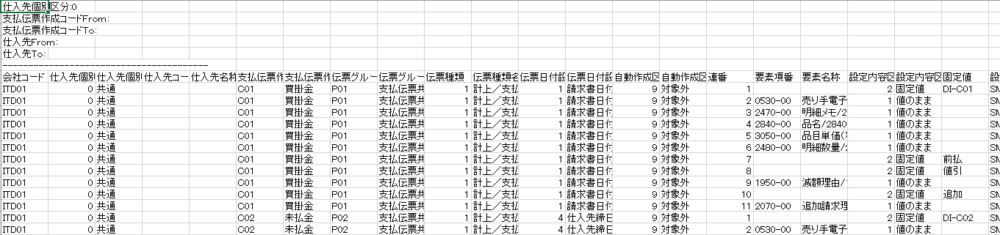 仕入先個別区分:0
支払伝票作成コードFrom:
支払伝票作成コードTo:
仕入先From:
仕入先To:
----------------------------------------
会社コード 仕入先個別 仕入先個別 仕入先コー 仕入先名称 支払伝票作 支払伝票作 伝票グルー 伝票グルー 伝票種類 伝票種類名 伝票日付設 伝票日付設 自動作成区 自動作成区 連番 要素項番 要素名称 設定内容区 設定内容区 固定値
ITD01 0 共通 C01 買掛金 P01 支払伝票共 1 計上／支払 1 請求書日付 9 対象外 1 2 固定値 DI-C01 SM
ITD01 0 共通 C01 買掛金 P01 支払伝票共 1 計上／支払 1 請求書日付 9 対象外 2 0530-00 売り手電子 1 値のまま SM
ITD01 0 共通 C01 買掛金 P01 支払伝票共 1 計上／支払 1 請求書日付 9 対象外 3 2470-00 明細メモ/2 1 値のまま SM
ITD01 0 共通 C01 買掛金 P01 支払伝票共 1 計上／支払 1 請求書日付 9 対象外 4 2840-00 品名/2840 1 値のまま SM
ITD01 0 共通 C01 買掛金 P01 支払伝票共 1 計上／支払 1 請求書日付 9 対象外 5 3050-00 品目単価( 1 値のまま SM
ITD01 0 共通 C01 買掛金 P01 支払伝票共 1 計上／支払 1 請求書日付 9 対象外 6 2480-00 明細数量/ 1 値のまま SM
ITD01 0 共通 C01 買掛金 P01 支払伝票共 1 計上／支払 1 請求書日付 9 対象外 7 2 固定値 前払 SM
ITD01 0 共通 C01 買掛金 P01 支払伝票共 1 計上／支払 1 請求書日付 9 対象外 8 2 固定値 値引 SM
ITD01 0 共通 C01 買掛金 P01 支払伝票共 1 計上／支払 1 請求書日付 9 対象外 9 1950-00 減額理由/ 1 値のまま SM
ITD01 0 共通 C01 買掛金 P01 支払伝票共 1 計上／支払 1 請求書日付 9 対象外 10 2 固定値 追加 SM
ITD01 0 共通 C01 買掛金 P01 支払伝票共 1 計上／支払 1 請求書日付 9 対象外 11 2070-00 追加請求理 1 値のまま SM
ITD01 0 共通 C02 未払金 P02 支払伝票共 1 計上／支払 4 仕入先締日 9 対象外 1 2 固定値 DI-C02 SM
ITD01 0 共通 C02 未払金 P02 支払伝票共 1 計上／支払 4 仕入先締日 9 対象外 2 0530-00 売り手電子 1 値のまま SM